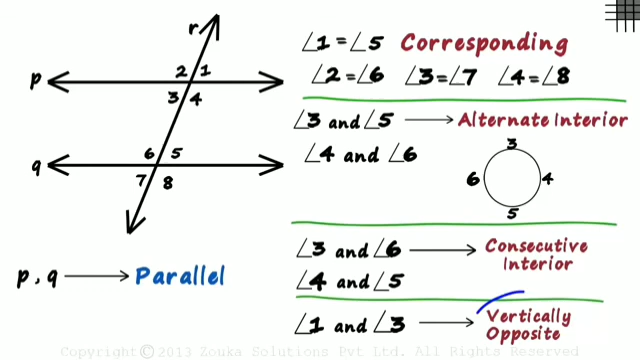 r
p
2 1
3 4
q
6 5
7 8
p, q → Parallel
∠1 = ∠5 Corresponding
∠2 = ∠6 ∠3 = ∠7 ∠4 = ∠8
∠3 and ∠5 → Alternate Interior
∠4 and ∠6
3
6 4
5
∠3 and ∠6 → Consecutive
Interior
∠4 and ∠5
∠1 and ∠3 → Vertically
Opposite
Copyright © 2013 Zouka Solutions Pvt Ltd. All Rights Reserved